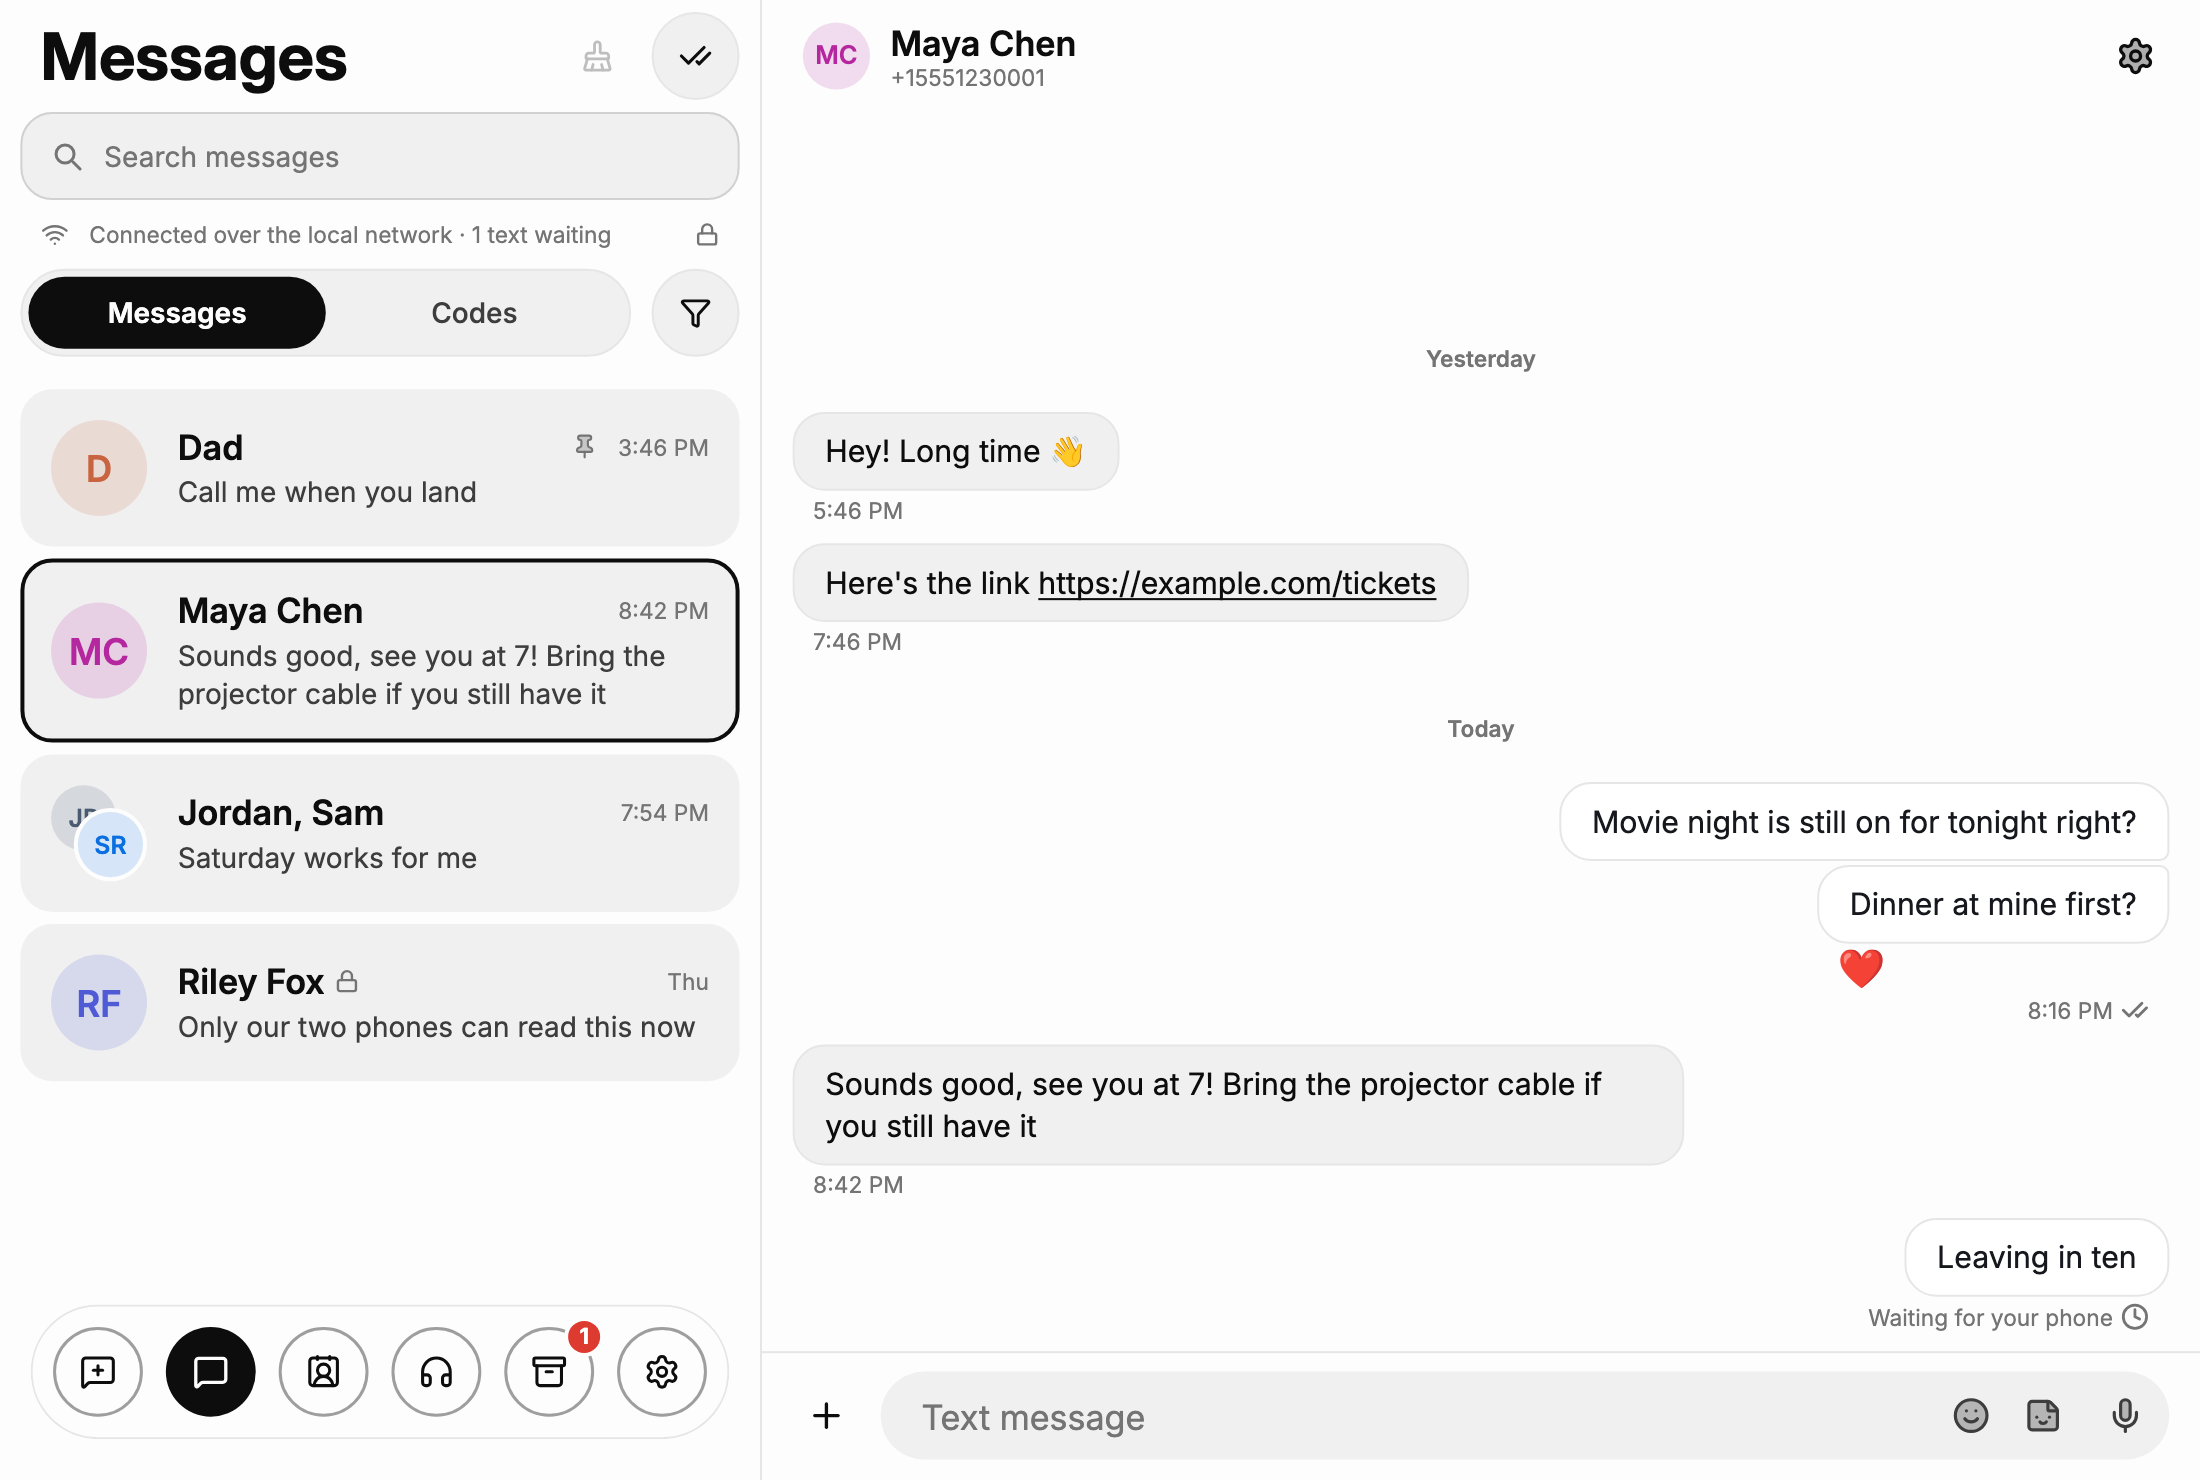 Messages
Search messages
Connected over the local network · 1 text waiting
Messages
Codes
D
Dad
3:46 PM
Call me when you land
MC
Maya Chen
8:42 PM
Sounds good, see you at 7! Bring the
projector cable if you still have it
SR
Jordan, Sam
7:54 PM
Saturday works for me
RF
Riley Fox
Thu
Only our two phones can read this now
1
MC
Maya Chen
+15551230001
Yesterday
Hey! Long time 👋
5:46 PM
Here's the link https://example.com/tickets
7:46 PM
Today
Movie night is still on for tonight right?
Dinner at mine first?
❤️
8:16 PM
Sounds good, see you at 7! Bring the projector cable if
you still have it
8:42 PM
Leaving in ten
Waiting for your phone
Text message